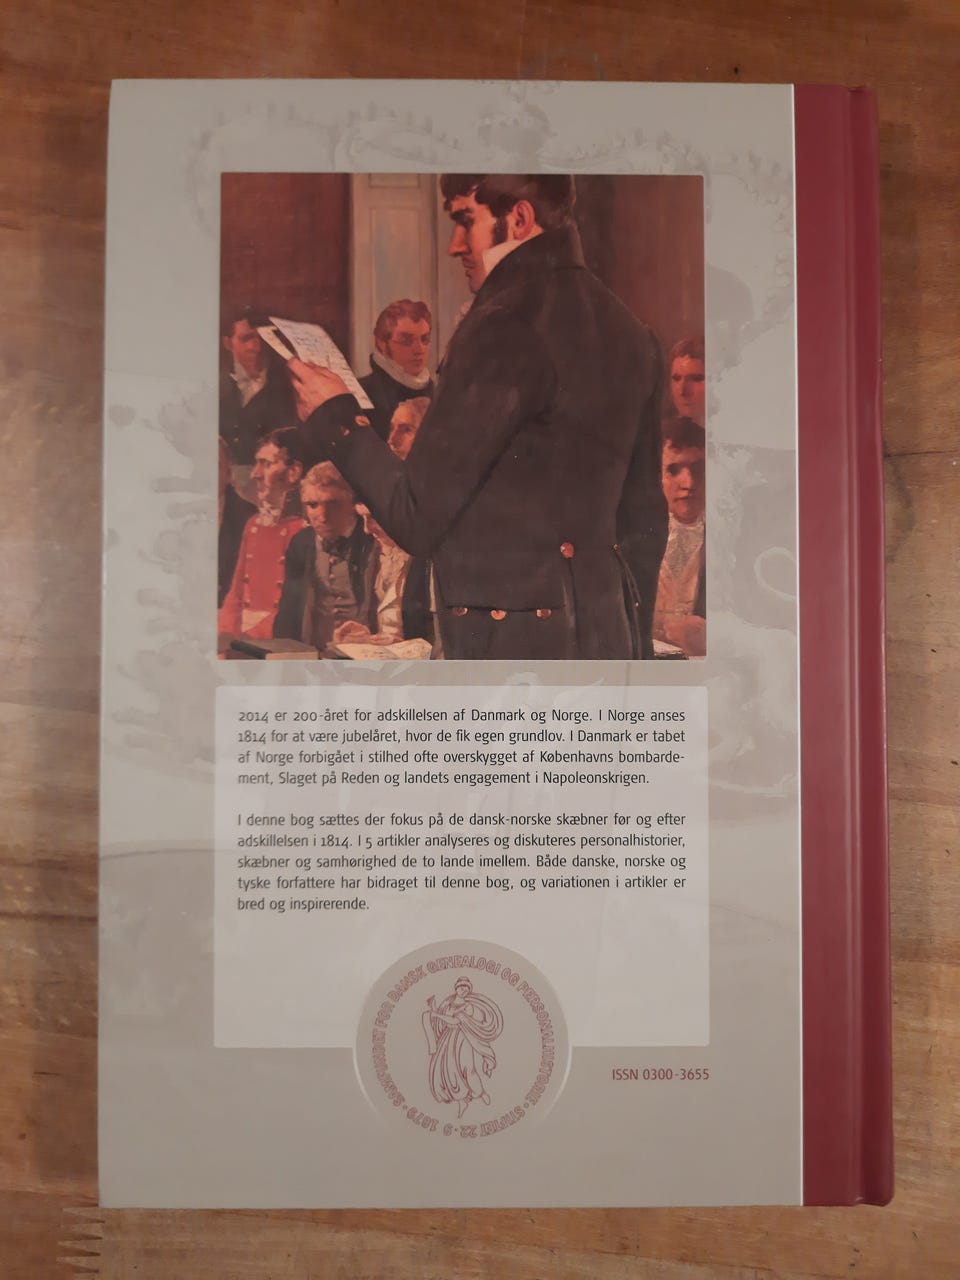 2014 er 200-året for adskillelsen af Danmark og Norge. I Norge anses
1814 for at være jubelåret, hvor de fik egen grundlov. I Danmark er tabet
af Norge forbigået i stilhed ofte overskygget af Københavns bombarde-
ment, Slaget på Reden og landets engagement i Napoleonskrigen.
I denne bog sættes der fokus på de dansk-norske skæbner før og efter
adskillelsen i 1814. I 5 artikler analyseres og diskuteres personalhistorier,
skæbner og samhørighed de to lande imellem. Både danske, norske og
tyske forfattere har bidraget til denne bog, og variationen i artikler er
bred og inspirerende.
SAMFUNDET FOR DANSK GENEALOGI OG PERSONALHISTORIE · STIFTET 22·9 1879 ·
ISSN 0300-3655